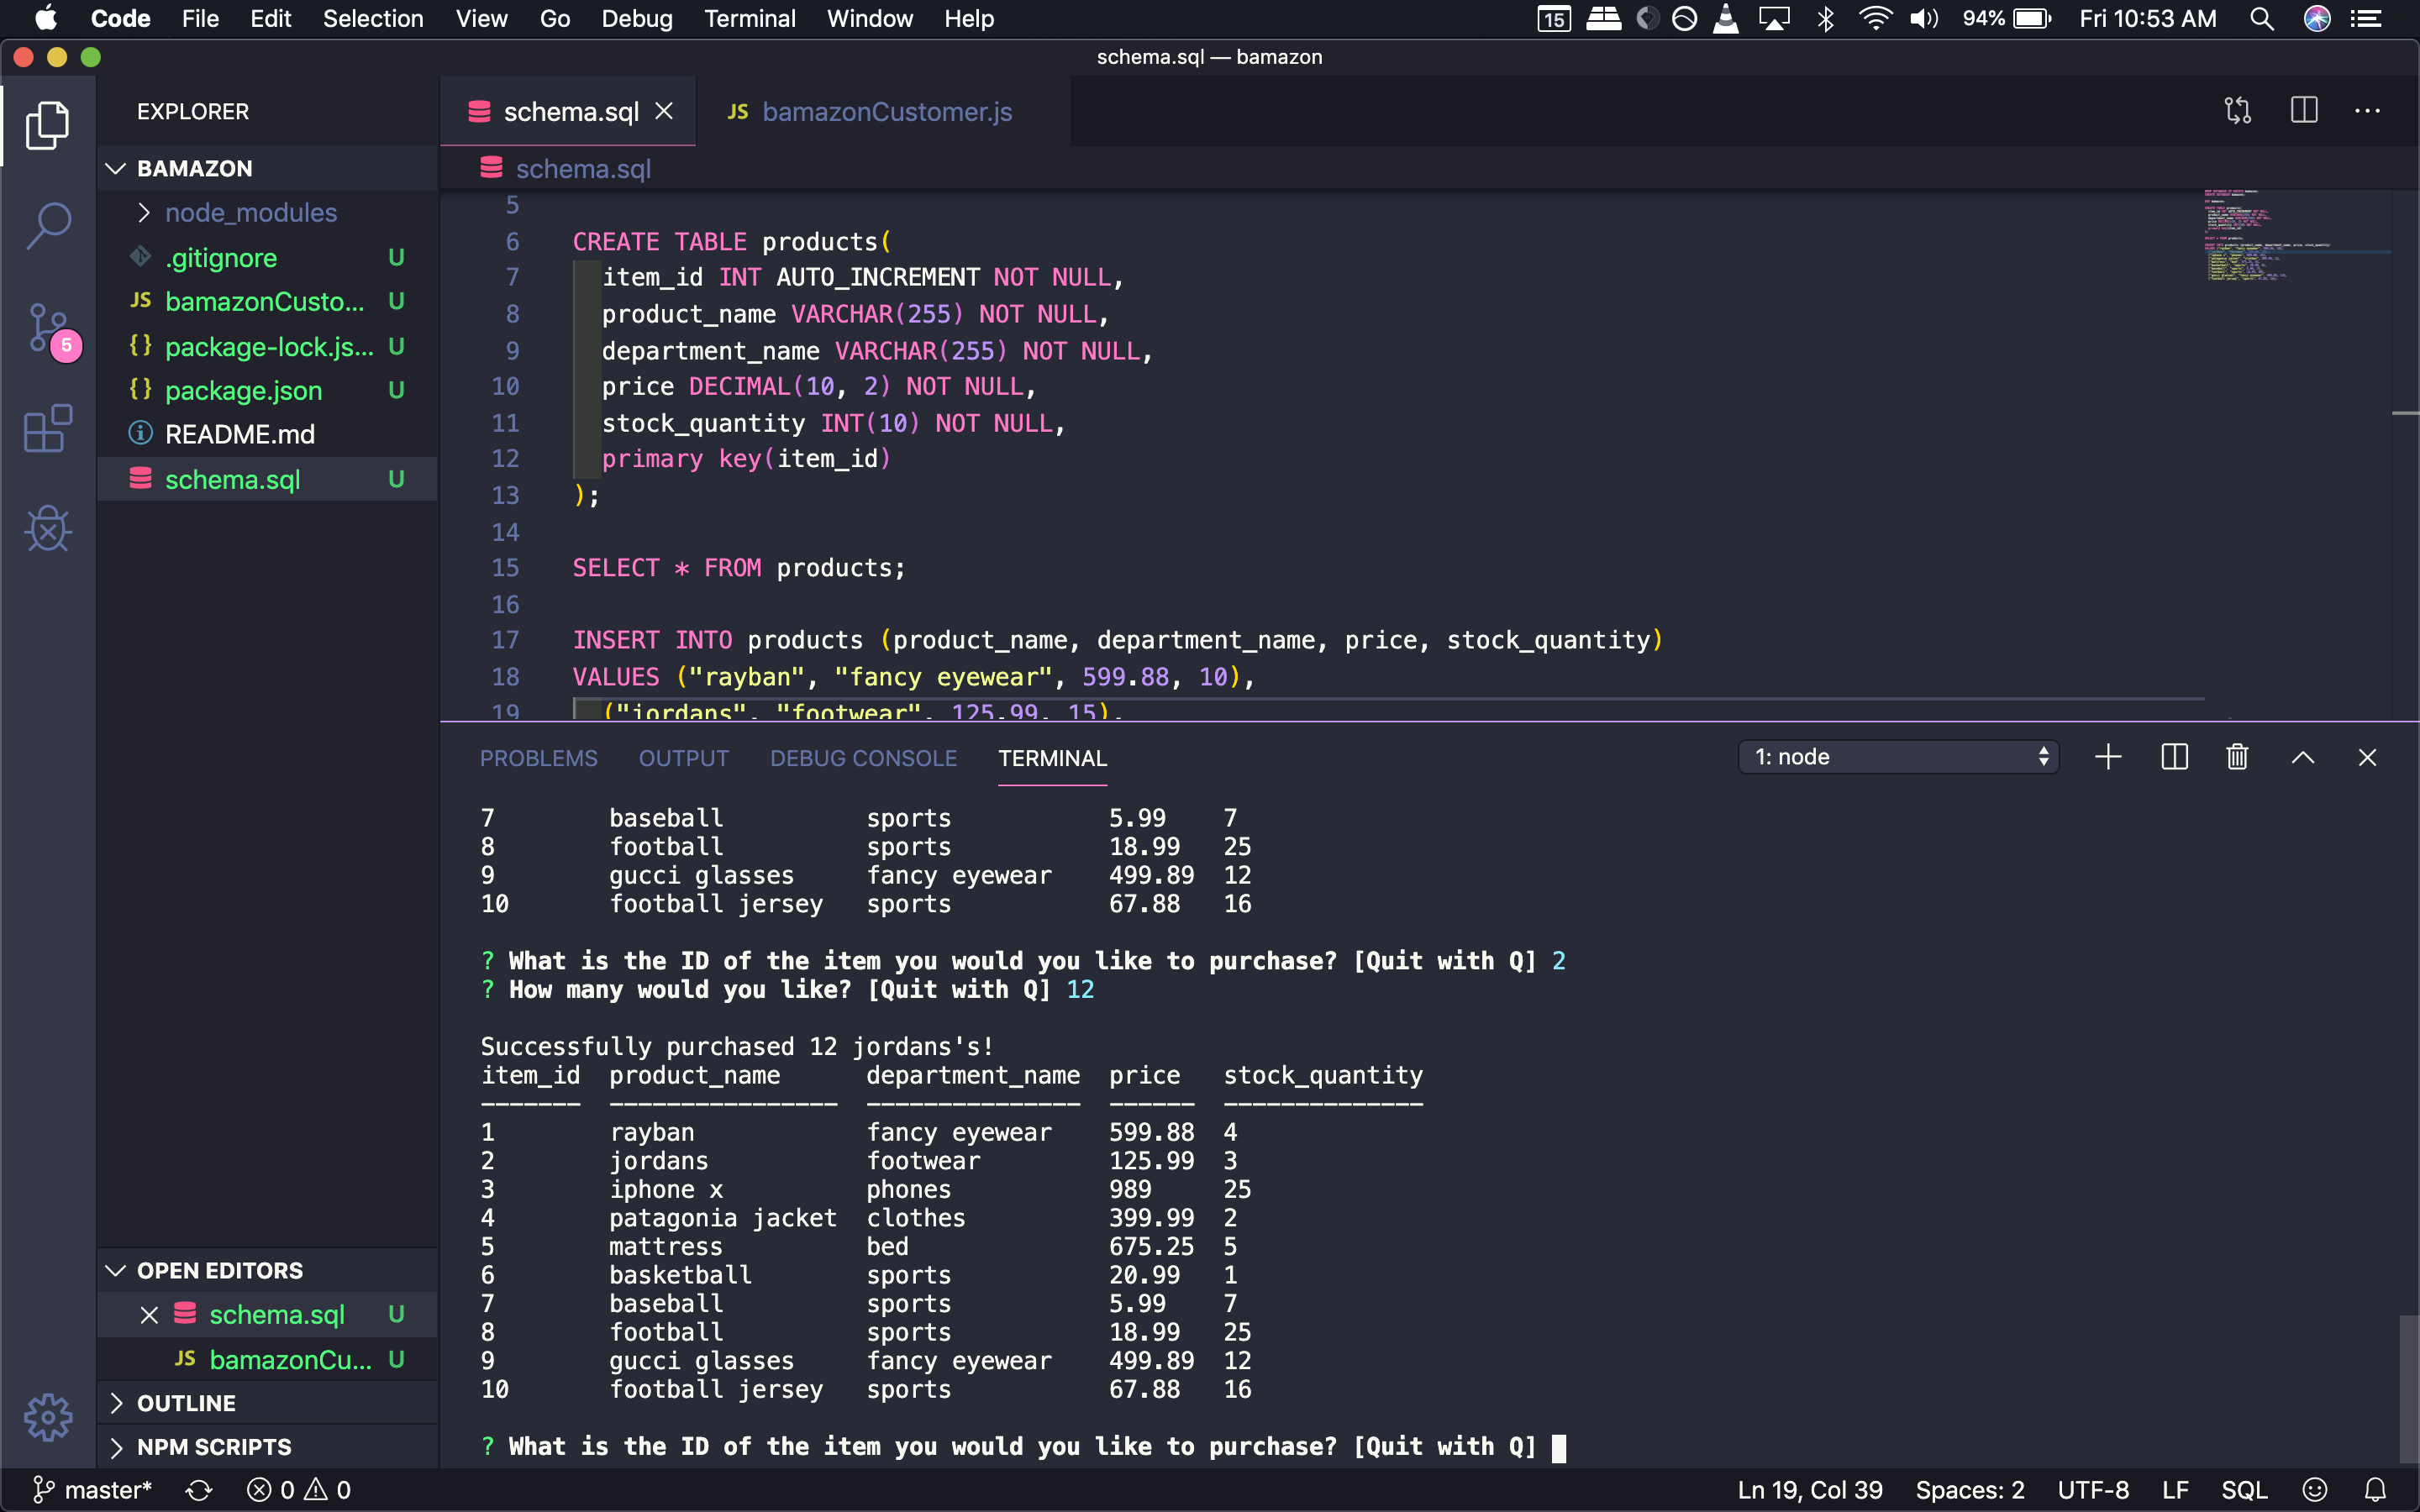 Code File Edit Selection View Go Debug Terminal Window Help 15 94% Fri 10:53 AM
schema.sql — bamazon
EXPLORER
BAMAZON
node_modules
.gitignore U
JS bamazonCusto... U
{} package-lock.js... U
{} package.json U
README.md
schema.sql U
5
OPEN EDITORS
schema.sql U
JS bamazonCu... U
OUTLINE
NPM SCRIPTS
schema.sql JS bamazonCustomer.js
schema.sql
5
6 CREATE TABLE products(
7 item_id INT AUTO_INCREMENT NOT NULL,
8 product_name VARCHAR(255) NOT NULL,
9 department_name VARCHAR(255) NOT NULL,
10 price DECIMAL(10, 2) NOT NULL,
11 stock_quantity INT(10) NOT NULL,
12 primary key(item_id)
13 );
14
15 SELECT * FROM products;
16
17 INSERT INTO products (product_name, department_name, price, stock_quantity)
18 VALUES ("rayban", "fancy eyewear", 599.88, 10),
19 ("jordans", "footwear", 125.99, 15),
PROBLEMS OUTPUT DEBUG CONSOLE TERMINAL 1: node
7 baseball sports 5.99 7
8 football sports 18.99 25
9 gucci glasses fancy eyewear 499.89 12
10 football jersey sports 67.88 16
? What is the ID of the item you would you like to purchase? [Quit with Q] 2
? How many would you like? [Quit with Q] 12
Successfully purchased 12 jordans's!
item_id product_name department_name price stock_quantity
------- ---------------- --------------- ------ --------------
1 rayban fancy eyewear 599.88 4
2 jordans footwear 125.99 3
3 iphone x phones 989 25
4 patagonia jacket clothes 399.99 2
5 mattress bed 675.25 5
6 basketball sports 20.99 1
7 baseball sports 5.99 7
8 football sports 18.99 25
9 gucci glasses fancy eyewear 499.89 12
10 football jersey sports 67.88 16
? What is the ID of the item you would you like to purchase? [Quit with Q]
master* 0 0 Ln 19, Col 39 Spaces: 2 UTF-8 LF SQL